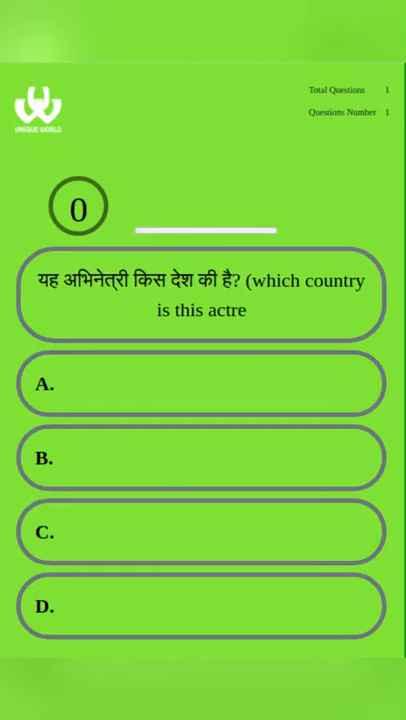 Total Questions 1
UNIQUE WORLD
Questions Number 1
0
यह अभिनेत्री किस देश की है? (which country
is this actre
A.
B.
C.
D.